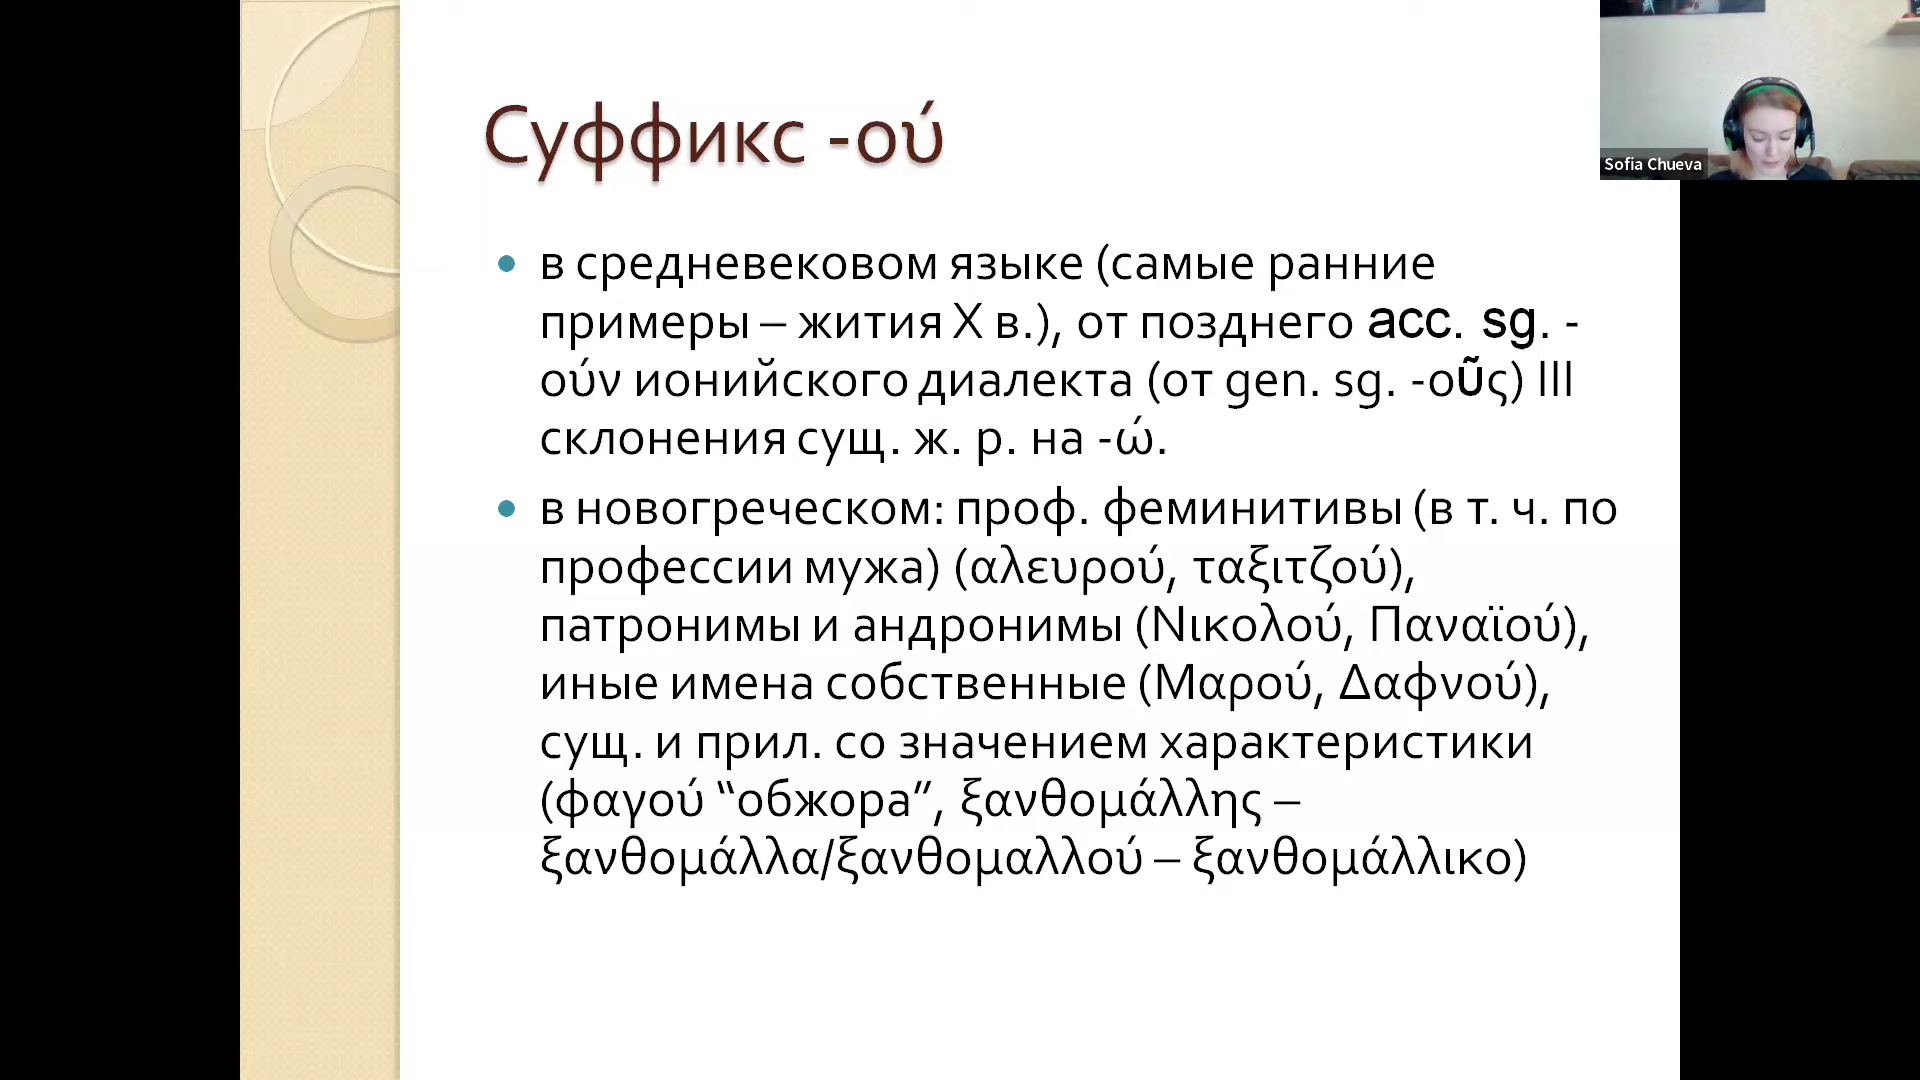 Суффикс -ού
Sofia Chueva
• в средневековом языке (самые ранние
примеры – жития X в.), от позднего acc. sg. -
ούν ионийского диалекта (от gen. sg. -οῦς) III
склонения сущ. ж. р. на -ώ.
• в новогреческом: проф. феминитивы (в т. ч. по
профессии мужа) (αλευρού, ταξιτζού),
патронимы и андронимы (Νικολού, Παναϊού),
иные имена собственные (Μαρού, Δαφνού),
сущ. и прил. со значением характеристики
(φαγού “обжора”, ξανθομάλλης –
ξανθομάλλα/ξανθομαλλού – ξανθομάλλικο)